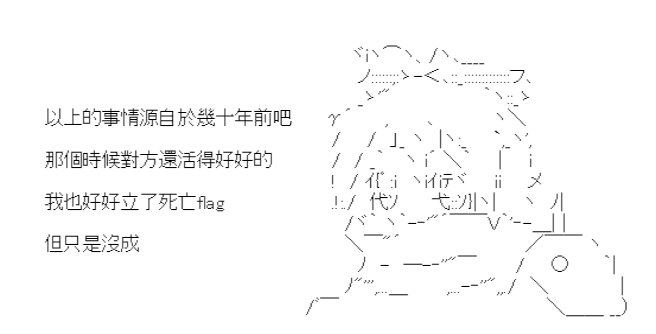 以上的事情源自於幾十年前吧
那個時候對方還活得好好的
我也好好立了死亡flag
但只是沒成